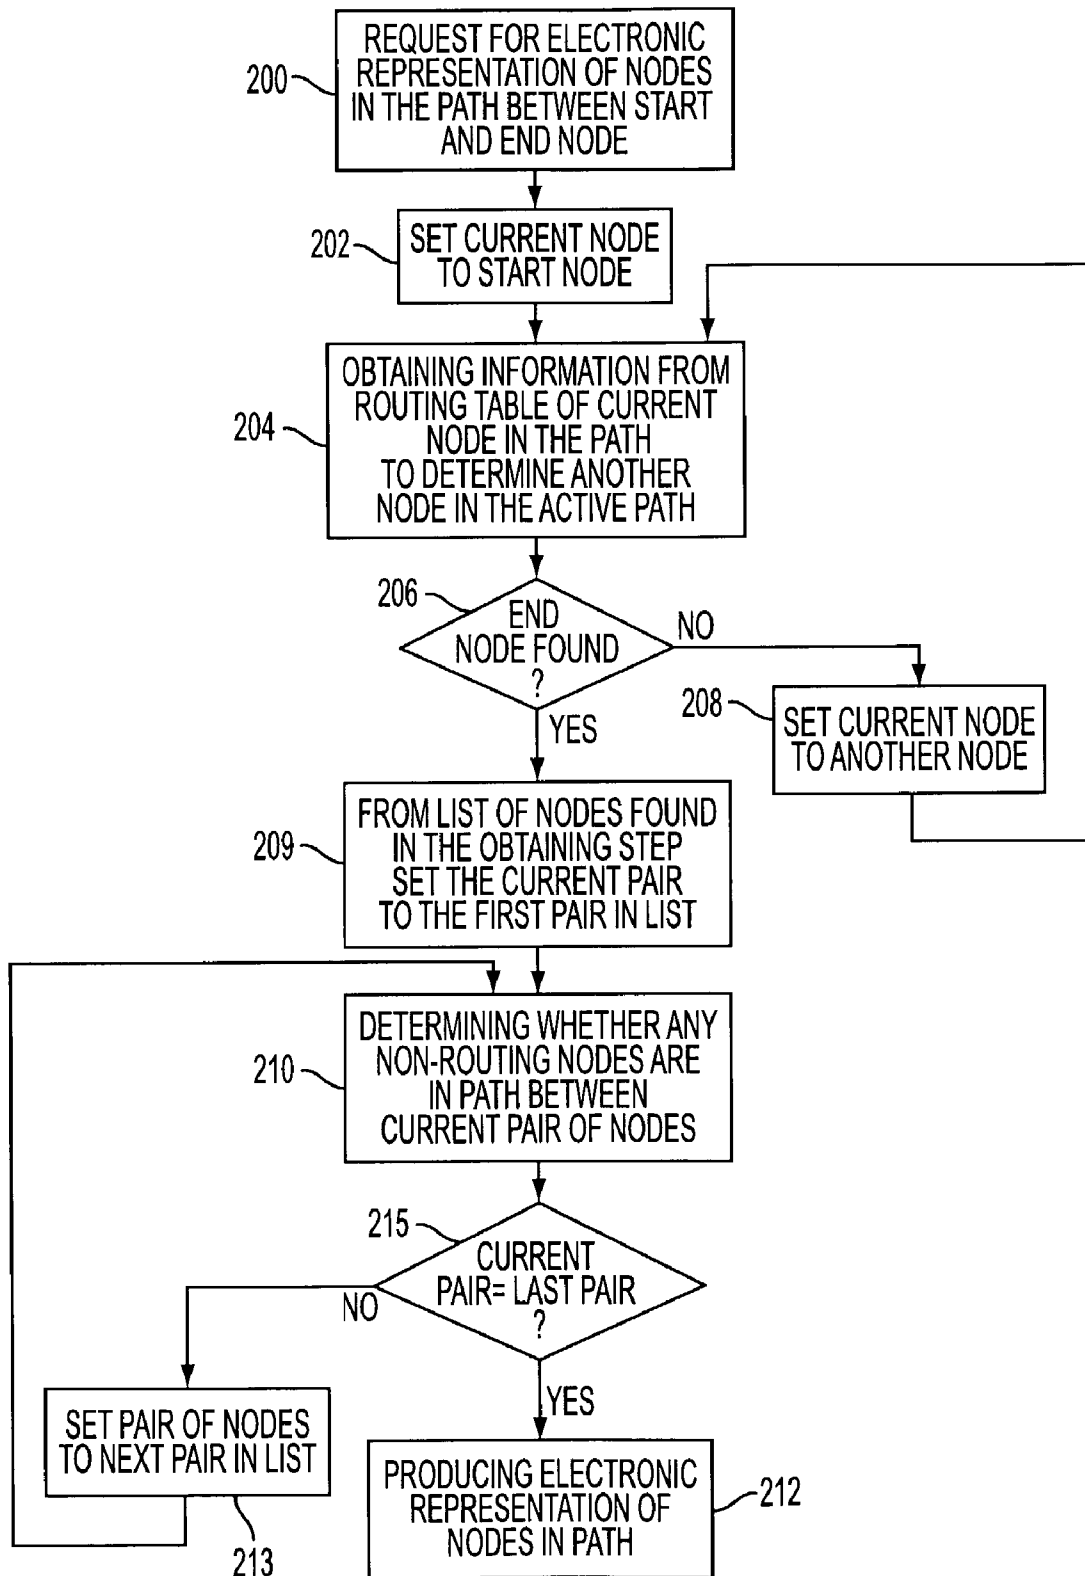 REQUEST FOR ELECTRONIC
REPRESENTATION OF NODES
IN THE PATH BETWEEN START
AND END NODE
200
SET CURRENT NODE
TO START NODE
202
OBTAINING INFORMATION FROM
ROUTING TABLE OF CURRENT
NODE IN THE PATH
TO DETERMINE ANOTHER
NODE IN THE ACTIVE PATH
204
206
END
NODE FOUND
?
NO
YES
208
SET CURRENT NODE
TO ANOTHER NODE
FROM LIST OF NODES FOUND
IN THE OBTAINING STEP
SET THE CURRENT PAIR
TO THE FIRST PAIR IN LIST
209
DETERMINING WHETHER ANY
NON-ROUTING NODES ARE
IN PATH BETWEEN
CURRENT PAIR OF NODES
210
215
CURRENT
PAIR= LAST PAIR
?
NO
YES
SET PAIR OF NODES
TO NEXT PAIR IN LIST
213
PRODUCING ELECTRONIC
REPRESENTATION OF
NODES IN PATH
212